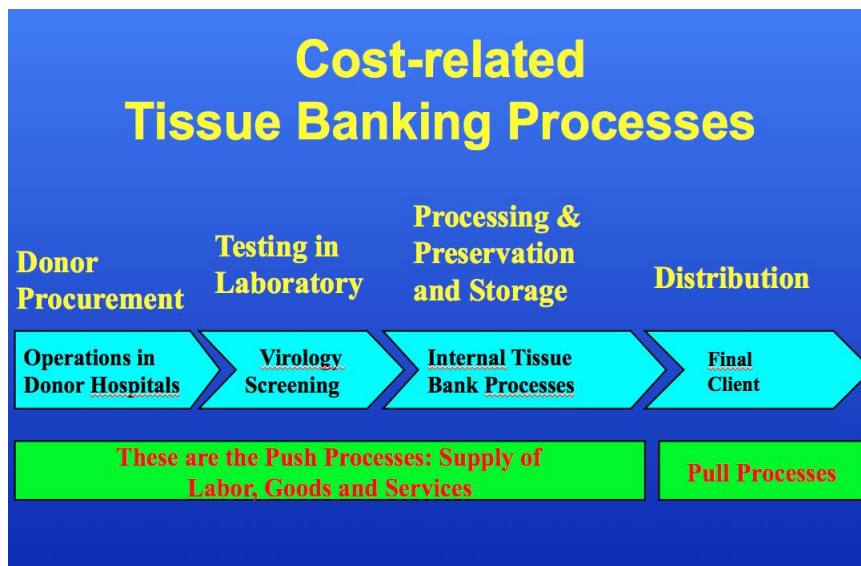 Cost-related
Tissue Banking Processes
Donor
Procurement
Testing in
Laboratory
Processing &
Preservation
and Storage
Distribution
Operations in
Donor Hospitals
Virology
Screening
Internal Tissue
Bank Processes
Final
Client
These are the Push Processes: Supply of
Labor, Goods and Services
Pull Processes